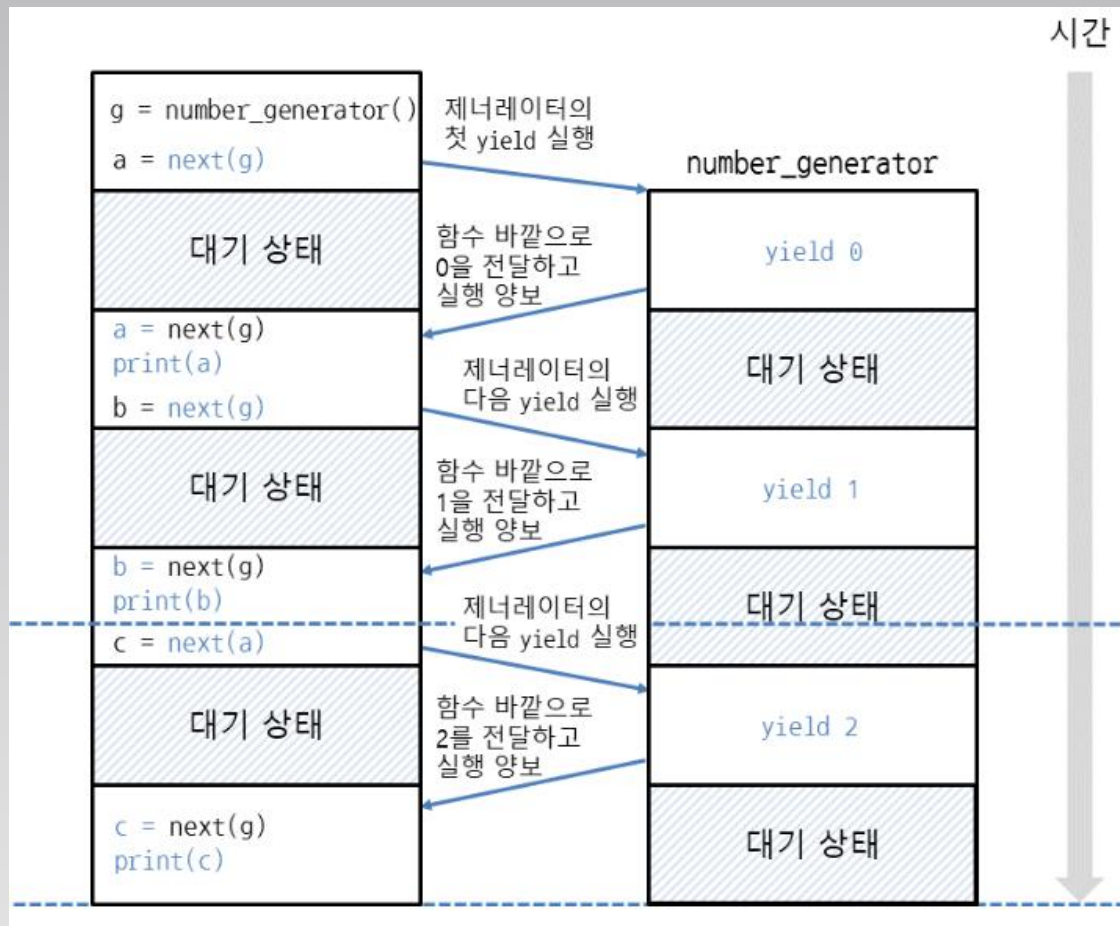 시간
g = number_generator()
a = next(g)
제너레이터의
첫 yield 실행
number_generator
대기 상태
함수 바깥으로
0을 전달하고
실행 양보
yield 0
a = next(g)
print(a)
b = next(g)
제너레이터의
다음 yield 실행
대기 상태
대기 상태
함수 바깥으로
1을 전달하고
실행 양보
yield 1
b = next(g)
print(b)
c = next(a)
제너레이터의
다음 yield 실행
대기 상태
대기 상태
함수 바깥으로
2를 전달하고
실행 양보
yield 2
c = next(g)
print(c)
대기 상태